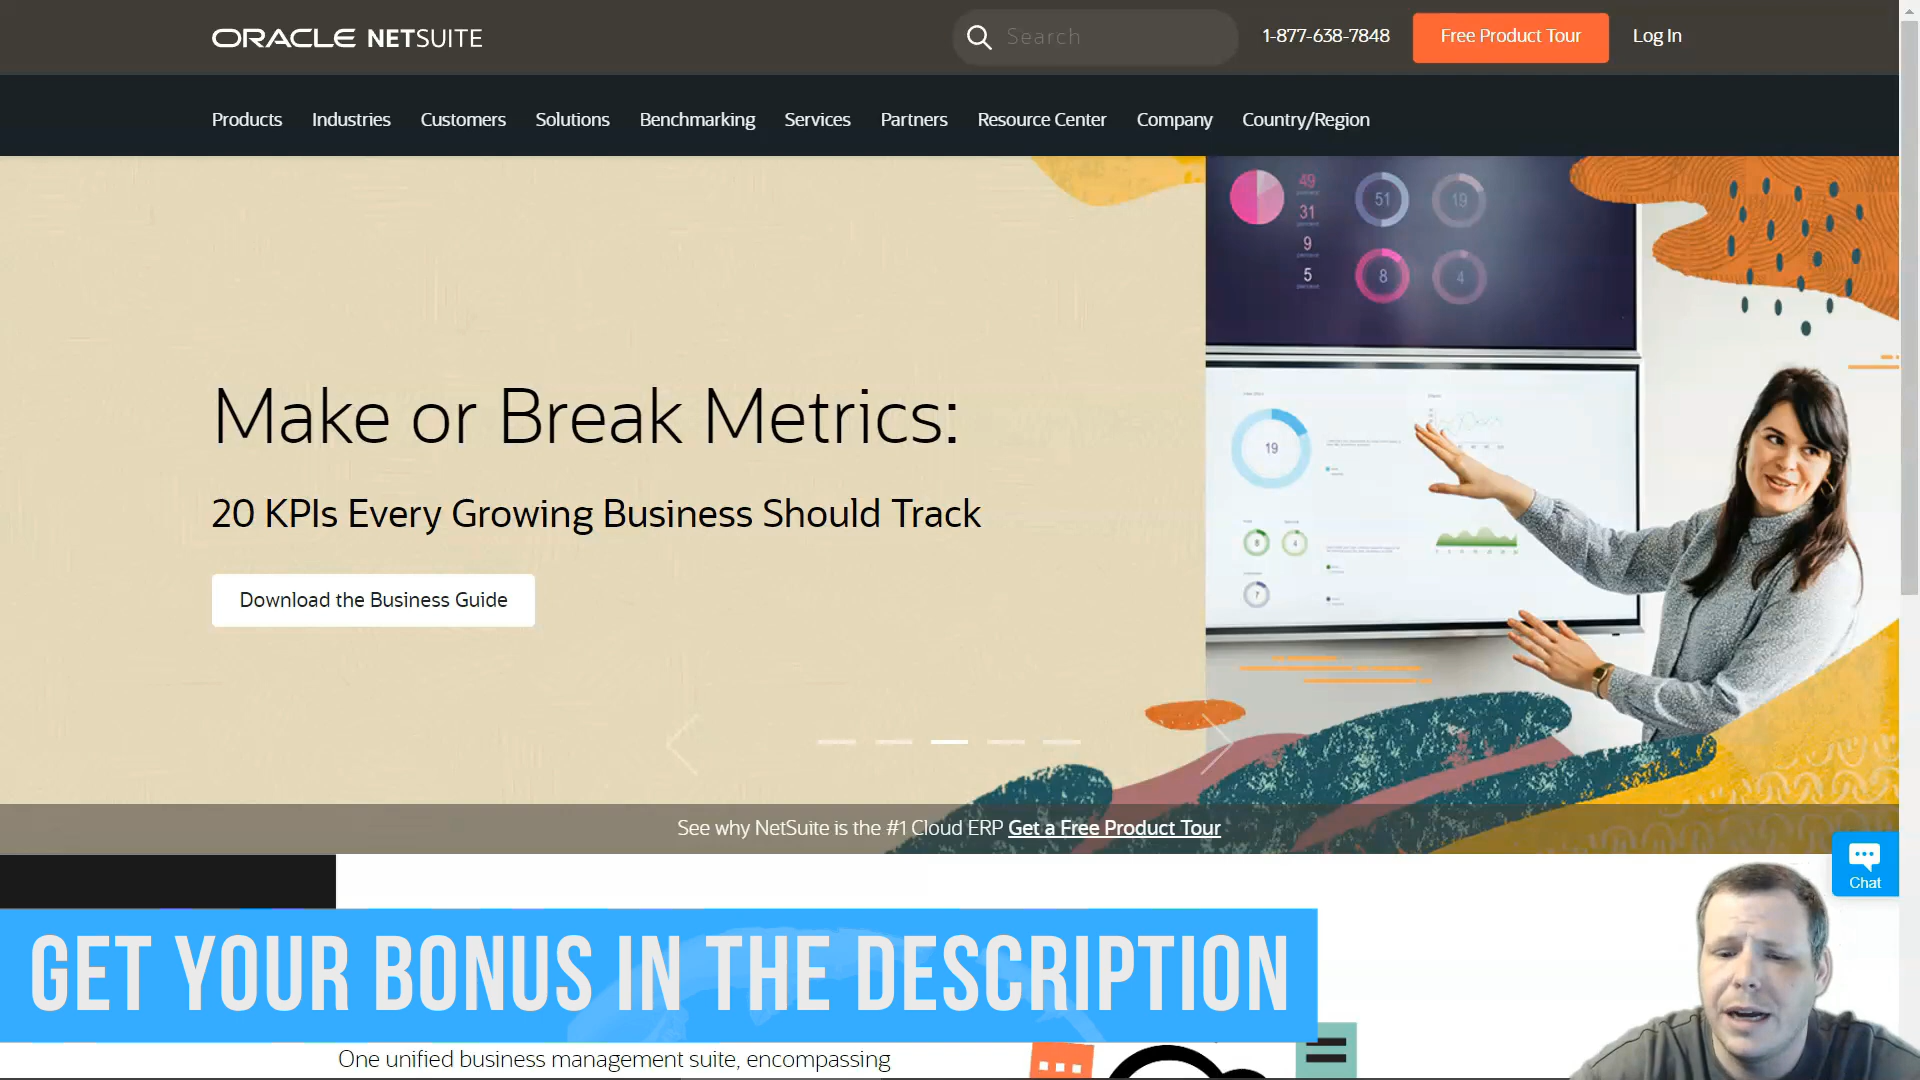 ORACLE NETSUITE
Search
1-877-638-7848
Free Product Tour
Log In
Products
Industries
Customers
Solutions
Benchmarking
Services
Partners
Resource Center
Company
Country/Region
49
31
9
5
51
19
8
4
Make or Break Metrics:
20 KPIs Every Growing Business Should Track
Download the Business Guide
19
8
4
7
See why NetSuite is the #1 Cloud ERP Get a Free Product Tour
Chat
GET YOUR BONUS IN THE DESCRIPTION
One unified business management suite, encompassing